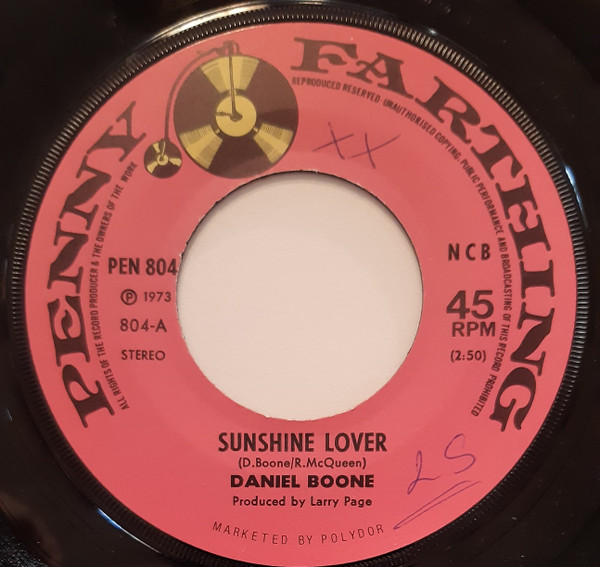 PENNY FARTHING
REPRODUCED RESERVED·UNAUTHORISED COPYING, PUBLIC PERFORMANCE AND BROADCASTING OF THIS RECORD PROHIBITED
ALL RIGHTS OF THE RECORD PRODUCER & THE OWNERS OF THE WORK
XX
PEN 804
NCB
℗ 1973
45
RPM
804-A
STEREO
(2:50)
SUNSHINE LOVER
(D.Boone/R.McQueen)
DANIEL BOONE
Produced by Larry Page
LS
MARKETED BY POLYDOR